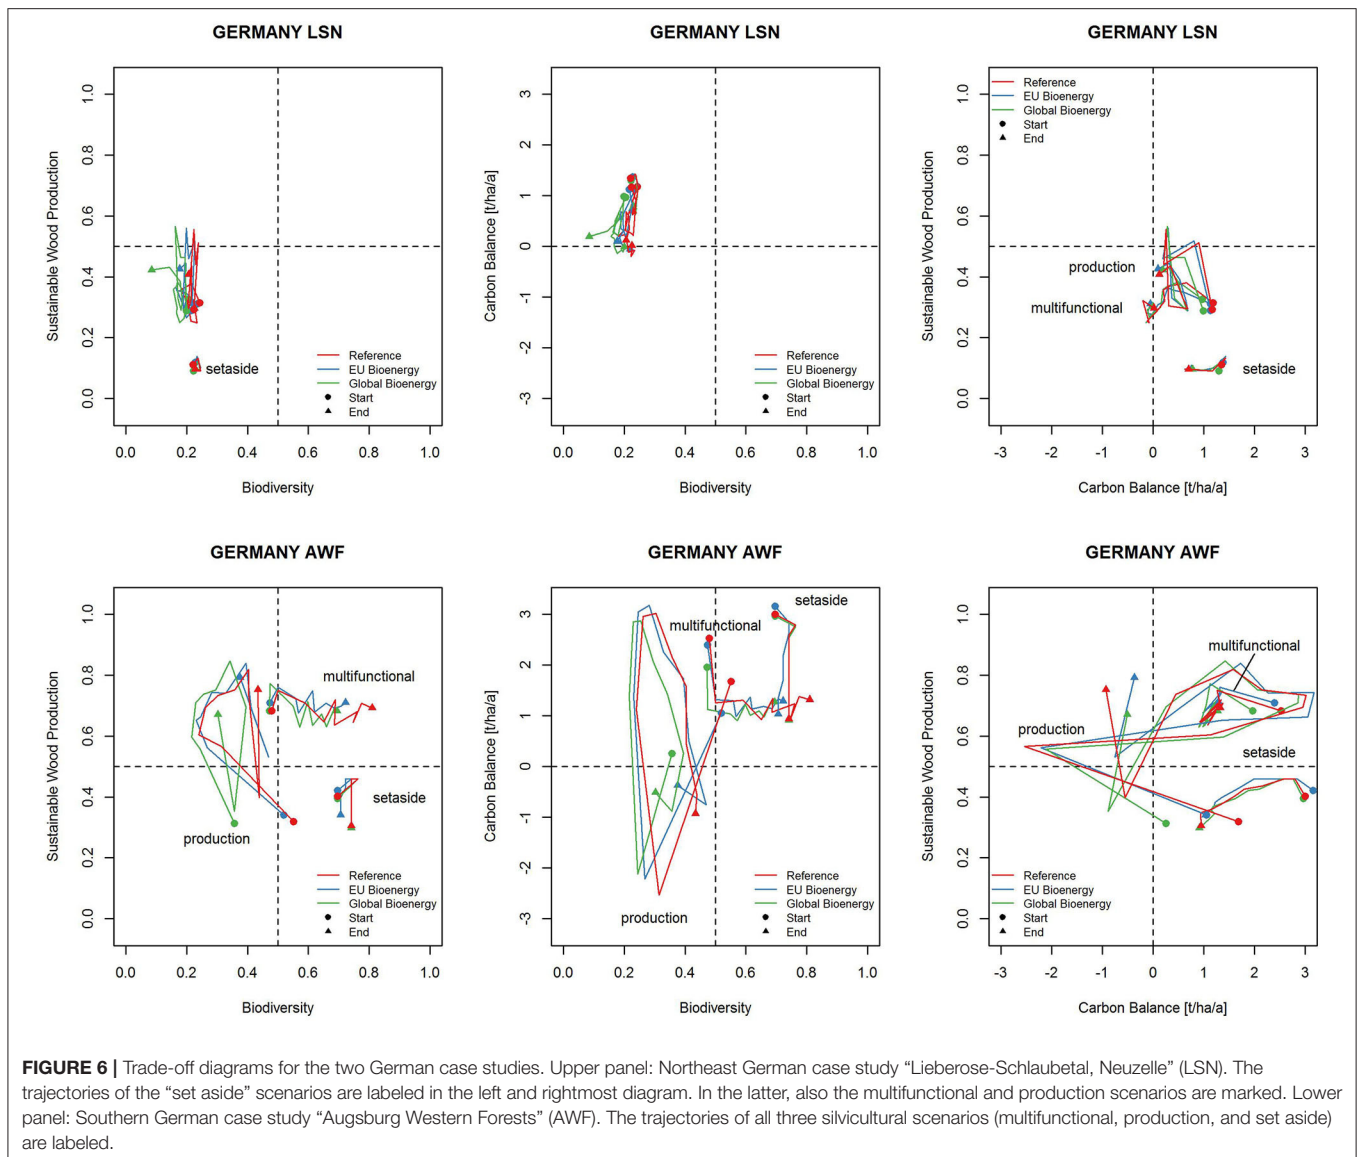 GERMANY LSN
GERMANY LSN
GERMANY LSN
Sustainable Wood Production
0.0 0.2 0.4 0.6 0.8 1.0
setaside
Reference
EU Bioenergy
Global Bioenergy
Start
End
0.0 0.2 0.4 0.6 0.8 1.0
Biodiversity
Carbon Balance [t/ha/a]
-3 -2 -1 0 1 2 3
Reference
EU Bioenergy
Global Bioenergy
Start
End
0.0 0.2 0.4 0.6 0.8 1.0
Biodiversity
Sustainable Wood Production
0.0 0.2 0.4 0.6 0.8 1.0
Reference
EU Bioenergy
Global Bioenergy
Start
End
production
multifunctional
setaside
-3 -2 -1 0 1 2 3
Carbon Balance [t/ha/a]
GERMANY AWF
GERMANY AWF
GERMANY AWF
Sustainable Wood Production
0.0 0.2 0.4 0.6 0.8 1.0
multifunctional
setaside
production
Reference
EU Bioenergy
Global Bioenergy
Start
End
0.0 0.2 0.4 0.6 0.8 1.0
Biodiversity
Carbon Balance [t/ha/a]
-3 -2 -1 0 1 2 3
setaside
multifunctional
production
Reference
EU Bioenergy
Global Bioenergy
Start
End
0.0 0.2 0.4 0.6 0.8 1.0
Biodiversity
Sustainable Wood Production
0.0 0.2 0.4 0.6 0.8 1.0
multifunctional
production
setaside
Reference
EU Bioenergy
Global Bioenergy
Start
End
-3 -2 -1 0 1 2 3
Carbon Balance [t/ha/a]
FIGURE 6 | Trade-off diagrams for the two German case studies. Upper panel: Northeast German case study “Lieberose-Schlaubetal, Neuzelle” (LSN). The
trajectories of the “set aside” scenarios are labeled in the left and rightmost diagram. In the latter, also the multifunctional and production scenarios are marked. Lower
panel: Southern German case study “Augsburg Western Forests” (AWF). The trajectories of all three silvicultural scenarios (multifunctional, production, and set aside)
are labeled.